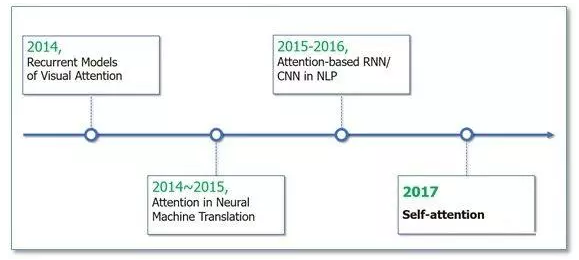 2014,
Recurrent Models
of Visual Attention
2014~2015,
Attention in Neural
Machine Translation
2015-2016,
Attention-based RNN/
CNN in NLP
2017
Self-attention